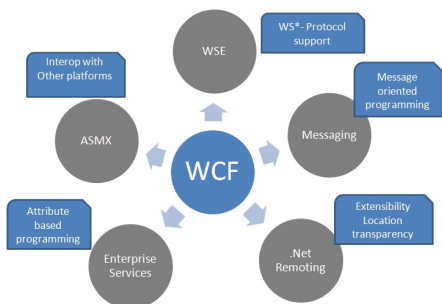 WSE
WS*- Protocol
support
Interop with
Other platforms
Message
oriented
programming
ASMX
Messaging
WCF
Attribute
based
programming
Extensibility
Location
transparency
Enterprise
Services
.Net
Remoting